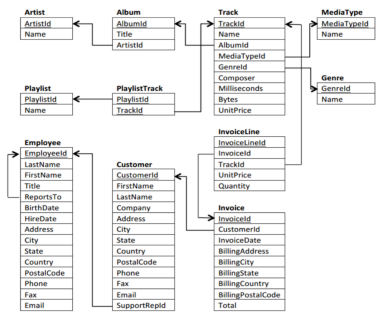 Artist
ArtistId
Name
Album
AlbumId
Title
ArtistId
Track
TrackId
Name
AlbumId
MediaTypeId
GenreId
Composer
Milliseconds
Bytes
UnitPrice
MediaType
MediaTypeId
Name
Genre
GenreId
Name
Playlist
PlaylistId
Name
PlaylistTrack
PlaylistId
TrackId
Employee
EmployeeId
LastName
FirstName
Title
ReportsTo
BirthDate
HireDate
Address
City
State
Country
PostalCode
Phone
Fax
Email
Customer
CustomerId
FirstName
LastName
Company
Address
City
State
Country
PostalCode
Phone
Fax
Email
SupportRepId
InvoiceLine
InvoiceLineId
InvoiceId
TrackId
UnitPrice
Quantity
Invoice
InvoiceId
CustomerId
InvoiceDate
BillingAddress
BillingCity
BillingState
BillingCountry
BillingPostalCode
Total